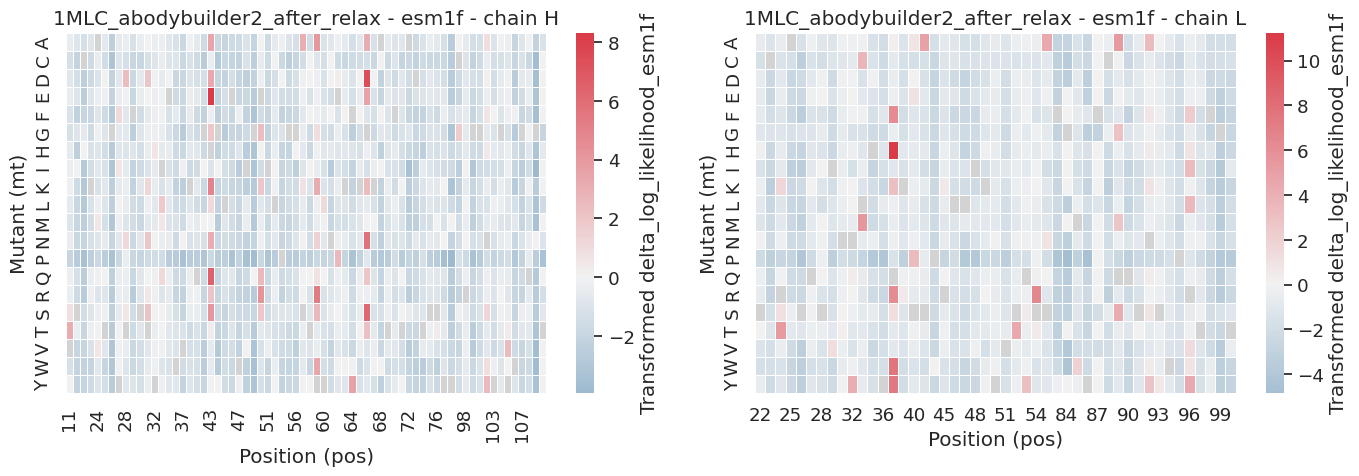 1MLC_abodybuilder2_after_relax - esm1f - chain H
Mutant (mt)
A
C
D
E
F
G
H
I
K
L
M
N
P
Q
R
S
T
V
W
Y
11 24 28 32 37 43 47 51 56 60 64 67 72 76 98 103 107
Position (pos)
8
6
4
2
0
−2
Transformed delta_log_likelihood_esm1f
1MLC_abodybuilder2_after_relax - esm1f - chain L
Mutant (mt)
A
C
D
E
F
G
H
I
K
L
M
N
P
Q
R
S
T
V
W
Y
22 25 28 32 36 40 45 48 51 54 84 87 90 93 96 99
Position (pos)
10
8
6
4
2
0
−2
−4
Transformed delta_log_likelihood_esm1f